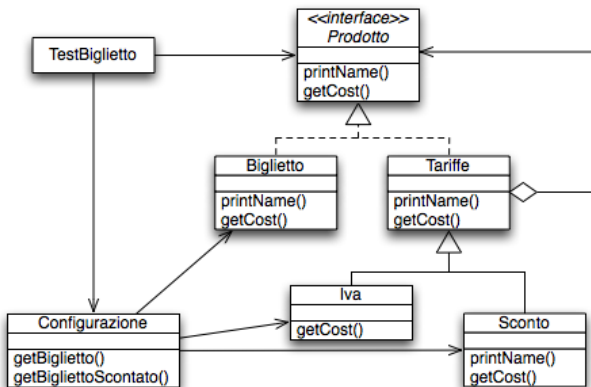 <<interface>>
Prodotto
printName()
getCost()
TestBiglietto
Biglietto
printName()
getCost()
Tariffe
printName()
getCost()
Iva
getCost()
Configurazione
getBiglietto()
getBigliettoScontato()
Sconto
printName()
getCost()